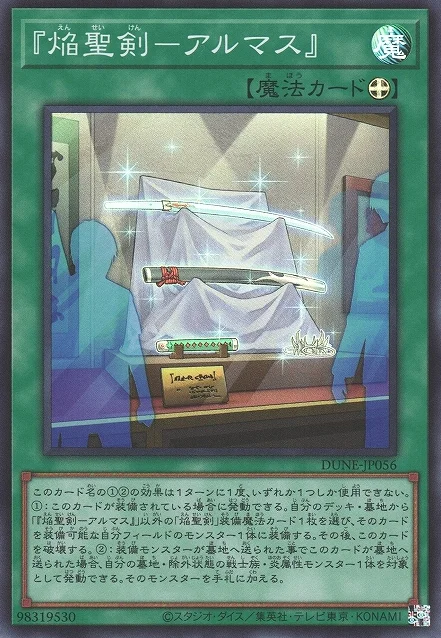 『焔聖剣－アルマス』
【魔法カード】
魔
DUNE-JP056
このカード名の①②の効果は1ターンに1度、いずれか1つしか使用できない。
①：このカードが装備されている場合に発動できる。自分のデッキ・墓地から
『『焔聖剣－アルマス』』以外の「焔聖剣」装備魔法カード1枚を選び、そのカード
を装備可能な自分フィールドのモンスター1体に装備する。その後、このカード
を破壊する。②：装備モンスターが墓地へ送られた事でこのカードが墓地へ
送られた場合、自分の墓地・除外状態の戦士族・炎属性モンスター1体を対象
として発動できる。そのモンスターを手札に加える。
98319530
©スタジオ・ダイス／集英社・テレビ東京・KONAMI